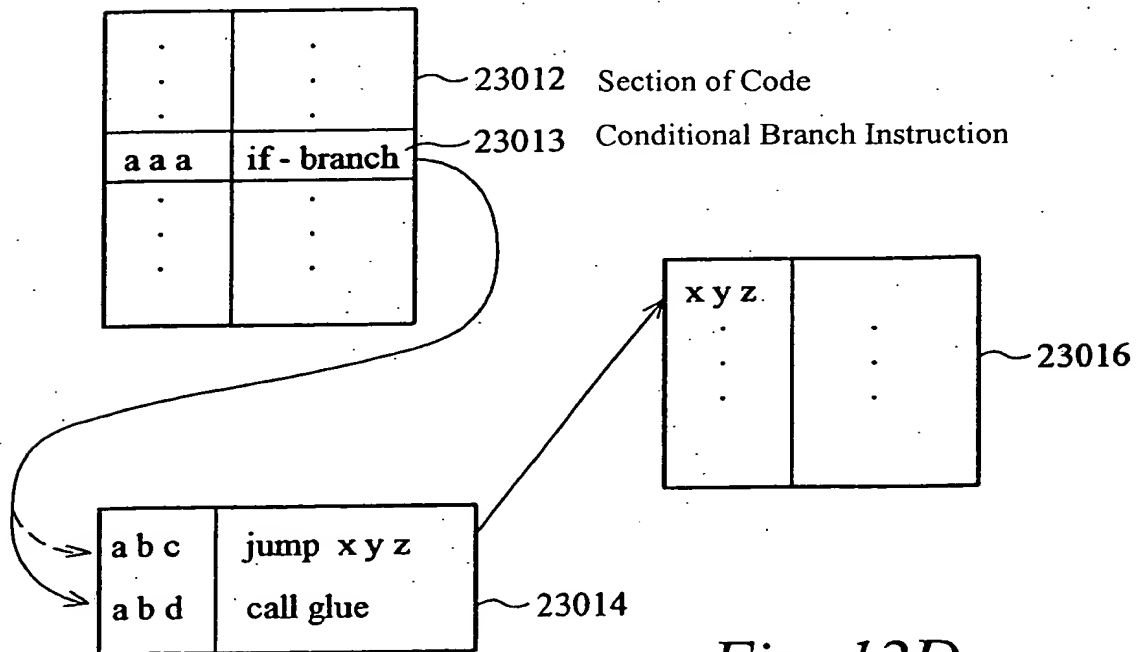 23012 Section of Code
23013 Conditional Branch Instruction
a a a if - branch
x y z
23016
a b c jump x y z
a b d call glue
23014